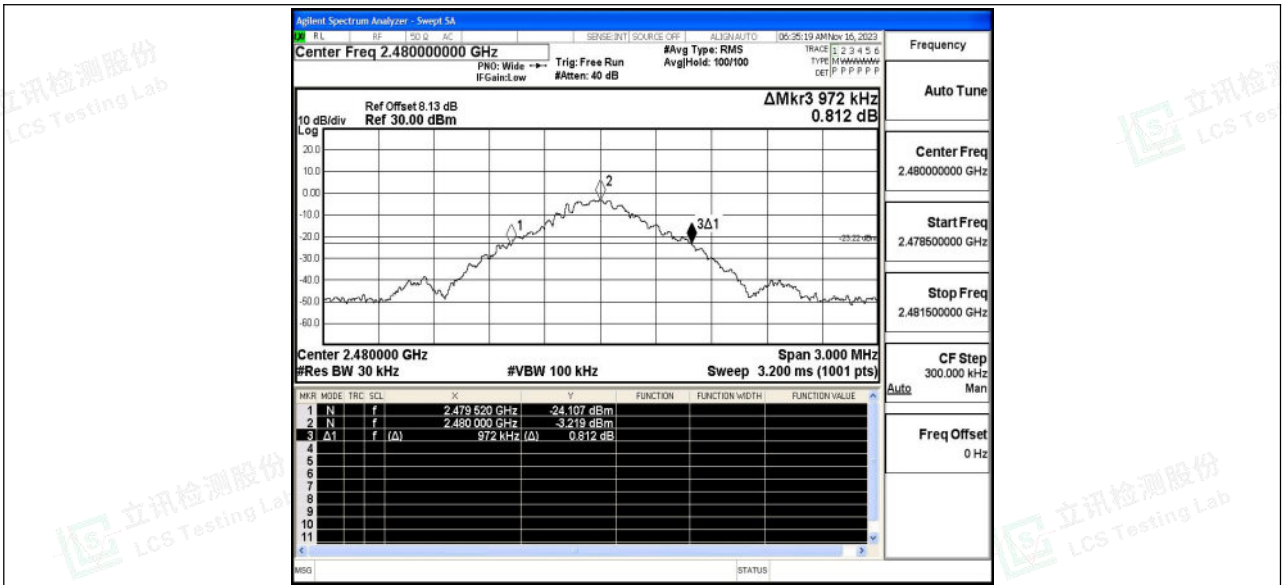 Agilent Spectrum Analyzer - Swept SA
RL RF 50 Ω AC SENSE:INT SOURCE OFF ALIGN AUTO 06:35:19 AM Nov 16, 2023
Center Freq 2.480000000 GHz
PNO: Wide
IFGain:Low
Trig: Free Run
#Atten: 40 dB
#Avg Type: RMS
Avg|Hold: 100/100
TRACE 1 2 3 4 5 6
TYPE M WWWWW
DET P P P P P P
Frequency
Auto Tune
Center Freq
2.480000000 GHz
Start Freq
2.478500000 GHz
Stop Freq
2.481500000 GHz
CF Step
300.000 kHz
Auto Man
Freq Offset
0 Hz
ΔMkr3 972 kHz
0.812 dB
Ref Offset 8.13 dB
10 dB/div Ref 30.00 dBm
Log
20.0
10.0
0.00
-10.0
-20.0
-30.0
-40.0
-50.0
-60.0
1
2
3Δ1
-23.22 dBm
Center 2.480000 GHz Span 3.000 MHz
#Res BW 30 kHz #VBW 100 kHz Sweep 3.200 ms (1001 pts)
MKR MODE TRC SCL X Y FUNCTION FUNCTION WIDTH FUNCTION VALUE
1 N f 2.479 520 GHz -24.107 dBm
2 N f 2.480 000 GHz -3.219 dBm
3 Δ1 f (Δ) 972 kHz (Δ) 0.812 dB
4
5
6
7
8
9
10
11
MSG STATUS
立讯检测股份
LCS Testing Lab
立讯检测股份
LCS Testing Lab
立讯检测股份
LCS Testing Lab